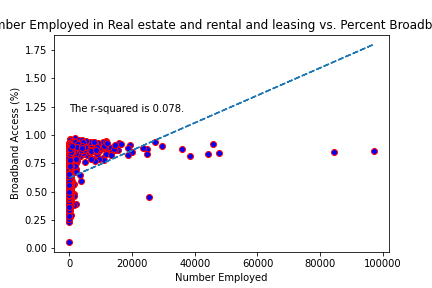 mber Employed in Real estate and rental and leasing vs. Percent Broadb
1.75
1.50
1.25
The r-squared is 0.078.
1.00
0.75
0.50
0.25
0.00
Broadband Access (%)
0 20000 40000 60000 80000 100000
Number Employed